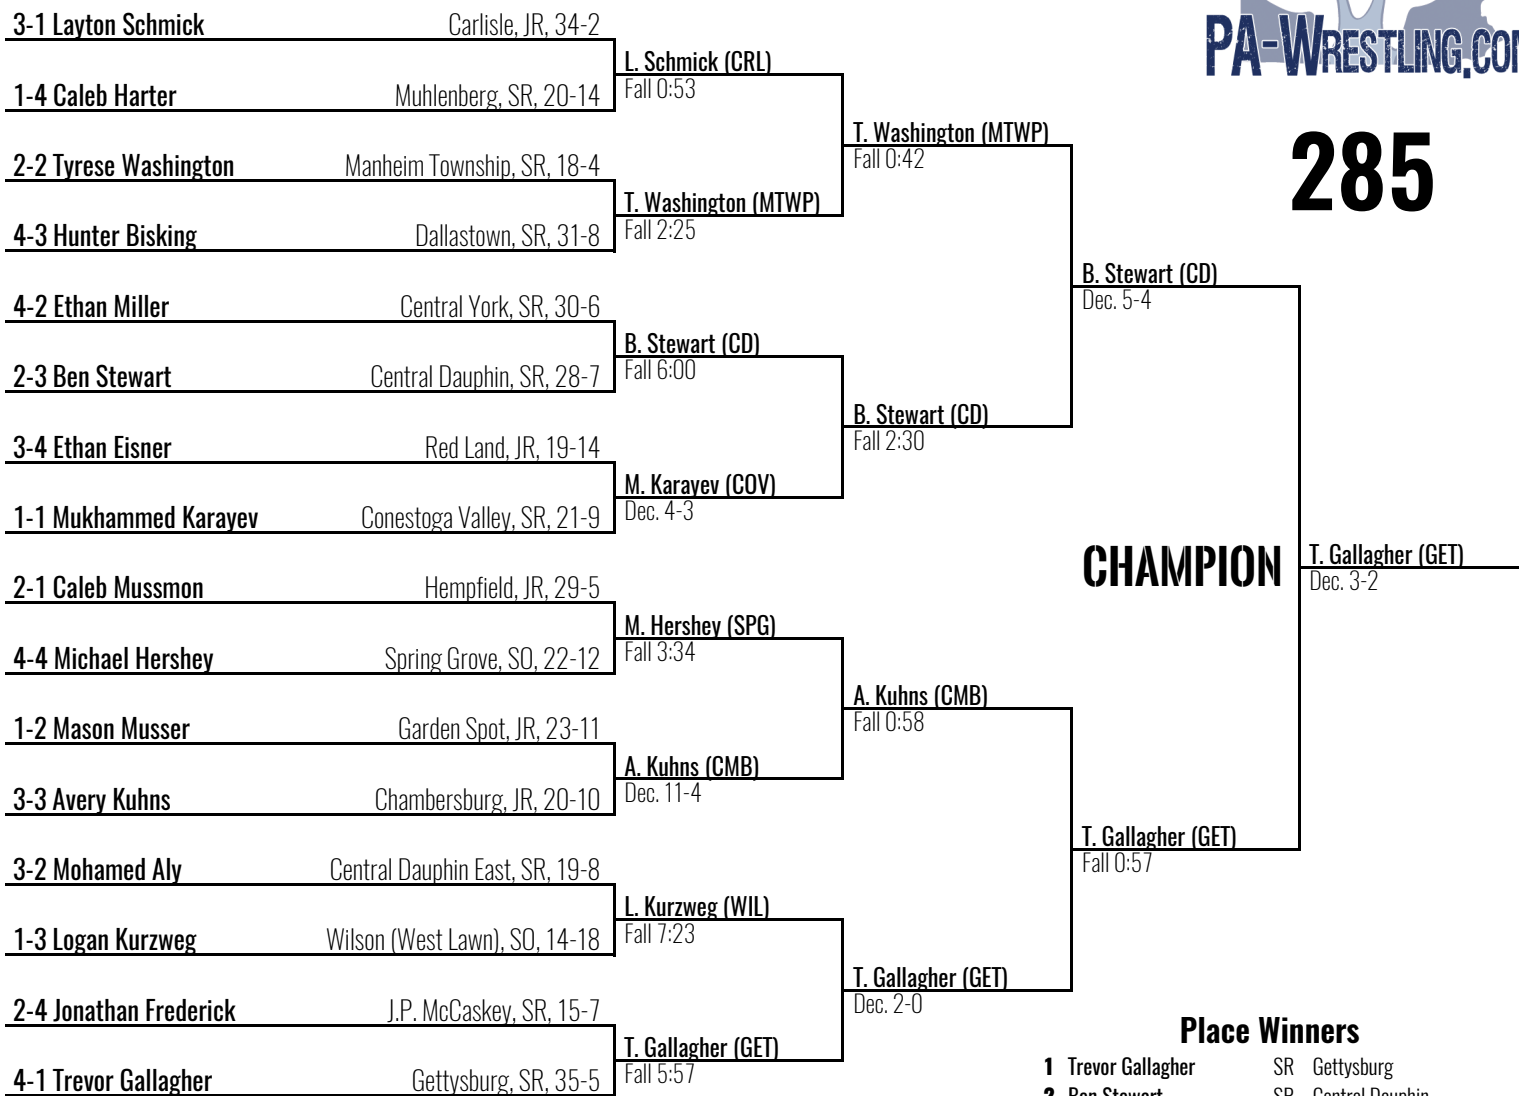 3-1 Layton Schmick Carlisle, JR, 34-2
L. Schmick (CRL)
Fall 0:53
1-4 Caleb Harter Muhlenberg, SR, 20-14
T. Washington (MTWP)
Fall 0:42
2-2 Tyrese Washington Manheim Township, SR, 18-4
T. Washington (MTWP)
Fall 2:25
4-3 Hunter Bisking Dallastown, SR, 31-8
B. Stewart (CD)
Dec. 5-4
4-2 Ethan Miller Central York, SR, 30-6
B. Stewart (CD)
Fall 6:00
2-3 Ben Stewart Central Dauphin, SR, 28-7
B. Stewart (CD)
Fall 2:30
3-4 Ethan Eisner Red Land, JR, 19-14
M. Karayev (COV)
Dec. 4-3
1-1 Mukhammed Karayev Conestoga Valley, SR, 21-9
CHAMPION
T. Gallagher (GET)
Dec. 3-2
2-1 Caleb Mussmon Hempfield, JR, 29-5
M. Hershey (SPG)
Fall 3:34
4-4 Michael Hershey Spring Grove, SO, 22-12
A. Kuhns (CMB)
Fall 0:58
1-2 Mason Musser Garden Spot, JR, 23-11
A. Kuhns (CMB)
Dec. 11-4
3-3 Avery Kuhns Chambersburg, JR, 20-10
T. Gallagher (GET)
Fall 0:57
3-2 Mohamed Aly Central Dauphin East, SR, 19-8
L. Kurzweg (WIL)
Fall 7:23
1-3 Logan Kurzweg Wilson (West Lawn), SO, 14-18
T. Gallagher (GET)
Dec. 2-0
2-4 Jonathan Frederick J.P. McCaskey, SR, 15-7
T. Gallagher (GET)
Fall 5:57
4-1 Trevor Gallagher Gettysburg, SR, 35-5
PA-WRESTLING.CO
285
Place Winners
1 Trevor Gallagher SR Gettysburg
2 Ben Stewart SR Central Dauphin